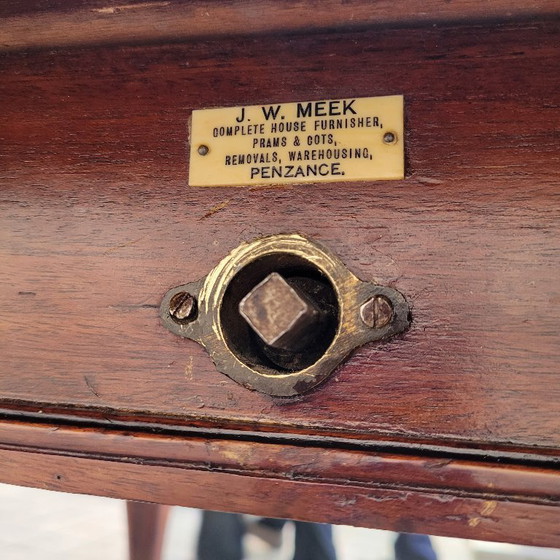 J. W. MEEK
COMPLETE HOUSE FURNISHER,
PRAMS & COTS,
REMOVALS, WAREHOUSING,
PENZANCE.